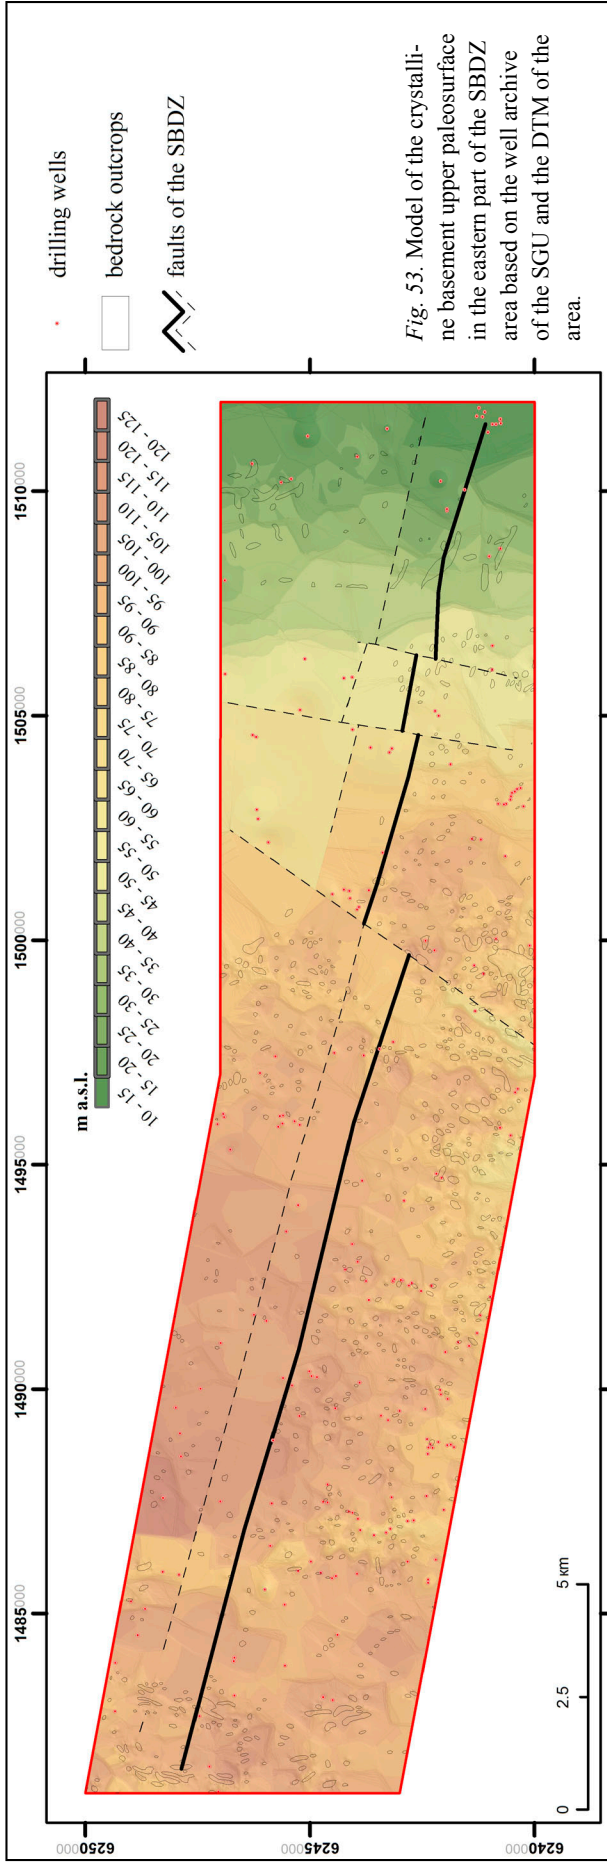 1485000
1490000
1495000
1500000
1505000
1510000
6250000
6245000
6240000
m a.s.l.
10 - 15
15 - 20
20 - 25
25 - 30
30 - 35
35 - 40
40 - 45
45 - 50
50 - 55
55 - 60
60 - 65
65 - 70
70 - 75
75 - 80
80 - 85
85 - 90
90 - 95
95 - 100
100 - 105
105 - 110
110 - 115
115 - 120
120 - 125
0 2.5 5 км
drilling wells
bedrock outcrops
faults of the SBDZ
Fig. 53. Model of the crystalli-
ne basement upper paleosurface
in the eastern part of the SBDZ
area based on the well archive
of the SGU and the DTM of the
area.